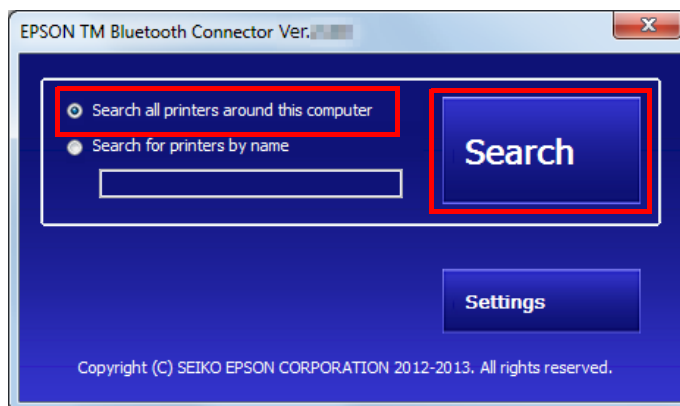 EPSON TM Bluetooth Connector Ver.
Search all printers around this computer
Search for printers by name
Search
Settings
Copyright (C) SEIKO EPSON CORPORATION 2012-2013. All rights reserved.